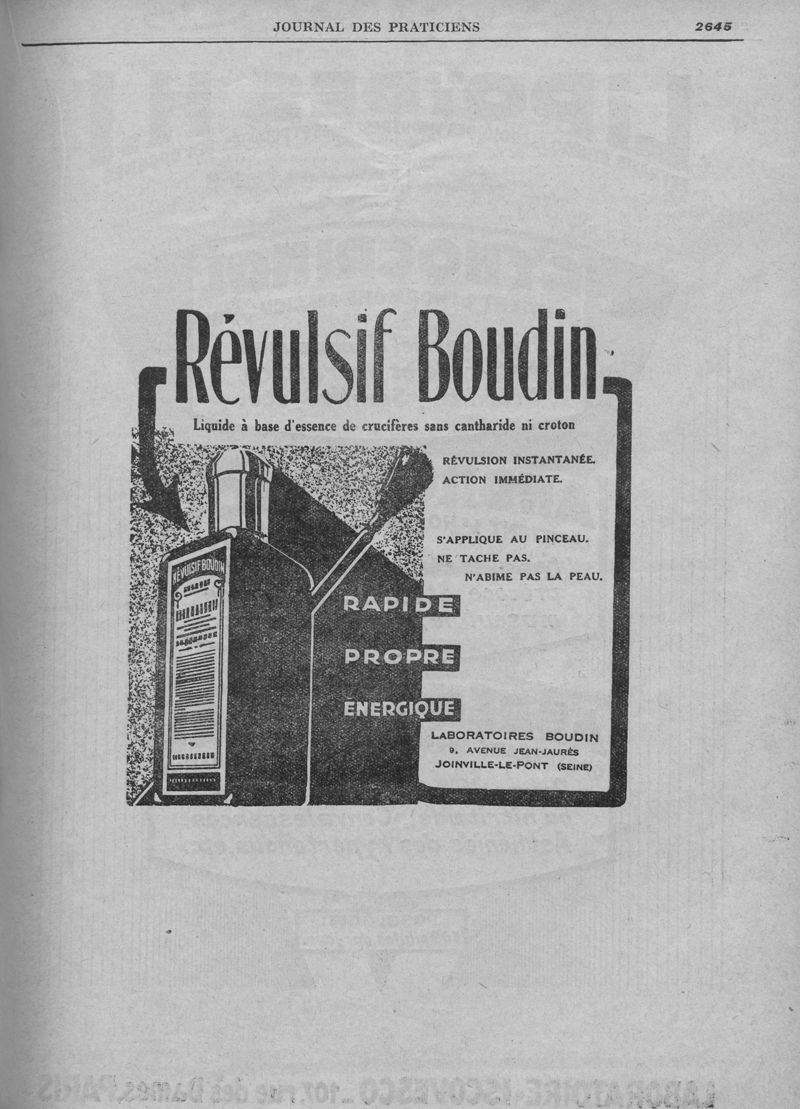 JOURNAL DES PRATICIENS 2645
Révulsif Boudin
Liquide à base d'essence de crucifères sans cantharide ni croton
RÉVULSION INSTANTANÉE.
ACTION IMMÉDIATE.
S'APPLIQUE AU PINCEAU.
NE TACHE PAS.
N'ABIME PAS LA PEAU.
RÉVULSIF BOUDIN
RAPIDE
PROPRE
ÉNERGIQUE
LABORATOIRES BOUDIN
9, AVENUE JEAN-JAURÈS
JOINVILLE-LE-PONT (SEINE)